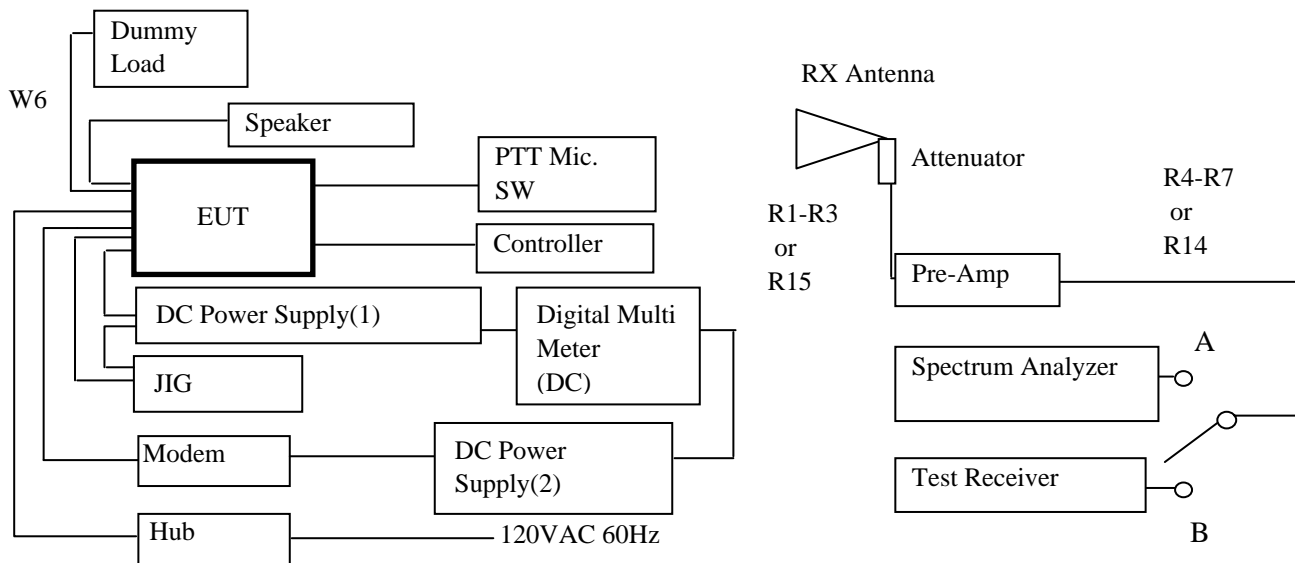 Dummy
Load
W6
Speaker
PTT Mic.
SW
EUT
Controller
DC Power Supply(1)
Digital Multi
Meter
(DC)
JIG
Modem
DC Power
Supply(2)
Hub
120VAC 60Hz
RX Antenna
Attenuator
R1-R3
or
R15
R4-R7
or
R14
Pre-Amp
A
Spectrum Analyzer
Test Receiver
B